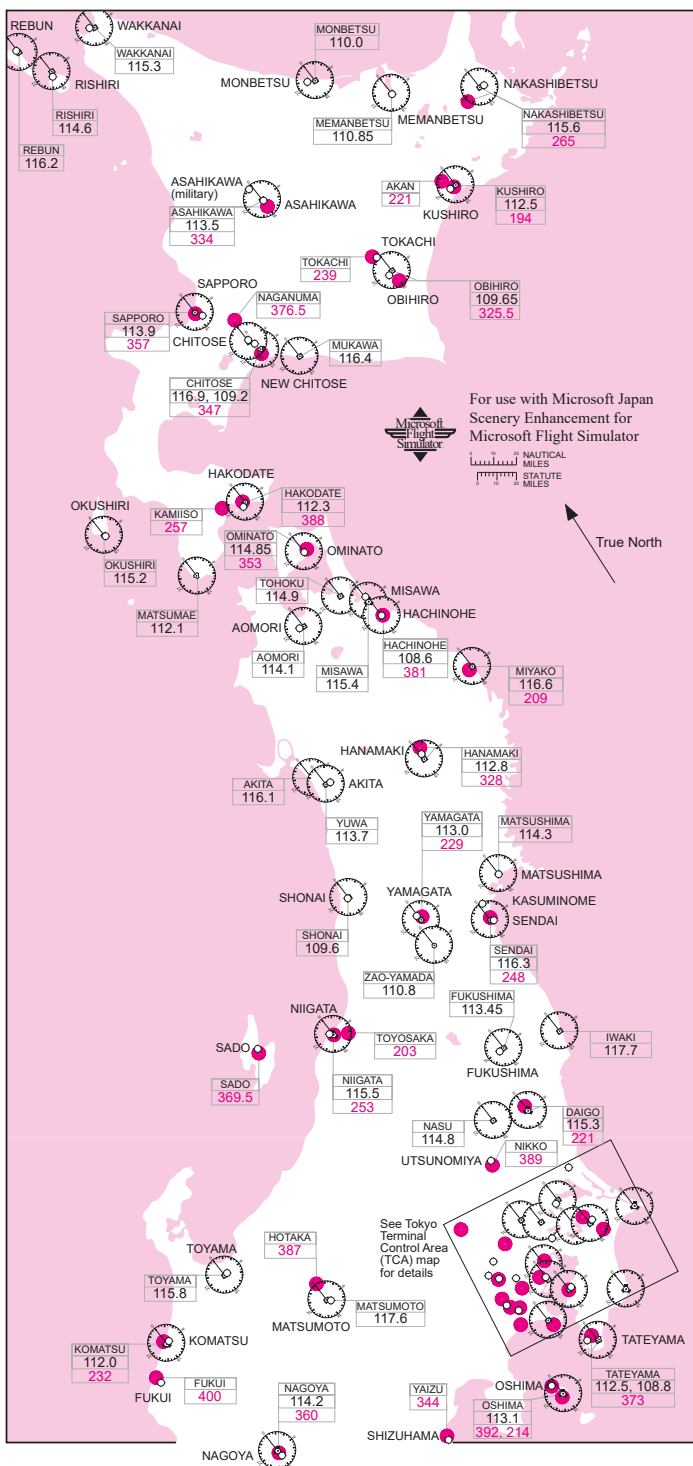 REBUN
WAKKANAI
WAKKANAI
115.3
RISHIRI
RISHIRI
114.6
REBUN
116.2
MONBETSU
110.0
MONBETSU
MEMANBETSU
110.85
MEMANBETSU
NAKASHIBETSU
NAKASHIBETSU
115.6
265
ASAHIKAWA
(military)
ASAHIKAWA
113.5
334
ASAHIKAWA
AKAN
221
KUSHIRO
KUSHIRO
112.5
194
TOKACHI
TOKACHI
239
OBIHIRO
OBIHIRO
109.65
325.5
SAPPORO
NAGANUMA
376.5
SAPPORO
113.9
357
CHITOSE
MUKAWA
116.4
CHITOSE
116.9, 109.2
347
NEW CHITOSE
Microsoft
Flight
Simulator
For use with Microsoft Japan
Scenery Enhancement for
Microsoft Flight Simulator
0 10 20
NAUTICAL
MILES
STATUTE
MILES
0 10 20
True North
HAKODATE
OKUSHIRI
KAMIISO
257
HAKODATE
112.3
388
OKUSHIRI
115.2
OMINATO
114.85
353
OMINATO
MATSUMAE
112.1
TOHOKU
114.9
MISAWA
HACHINOHE
AOMORI
AOMORI
114.1
MISAWA
115.4
HACHINOHE
108.6
381
MIYAKO
116.6
209
HANAMAKI
HANAMAKI
112.8
328
AKITA
116.1
AKITA
YUWA
113.7
YAMAGATA
113.0
229
MATSUSHIMA
114.3
MATSUSHIMA
SHONAI
YAMAGATA
KASUMINOME
SENDAI
SHONAI
109.6
SENDAI
116.3
248
ZAO-YAMADA
110.8
FUKUSHIMA
113.45
NIIGATA
SADO
TOYOSAKA
203
IWAKI
117.7
FUKUSHIMA
SADO
369.5
NIIGATA
115.5
253
NASU
114.8
DAIGO
115.3
221
UTSUNOMIYA
NIKKO
389
See Tokyo
Terminal
Control Area
(TCA) map
for details
HOTAKA
387
TOYAMA
TOYAMA
115.8
MATSUMOTO
117.6
MATSUMOTO
KOMATSU
112.0
232
KOMATSU
TATEYAMA
FUKUI
FUKUI
400
NAGOYA
114.2
360
NAGOYA
YAIZU
344
SHIZUHAMA
OSHIMA
OSHIMA
113.1
392, 214
TATEYAMA
112.5, 108.8
373